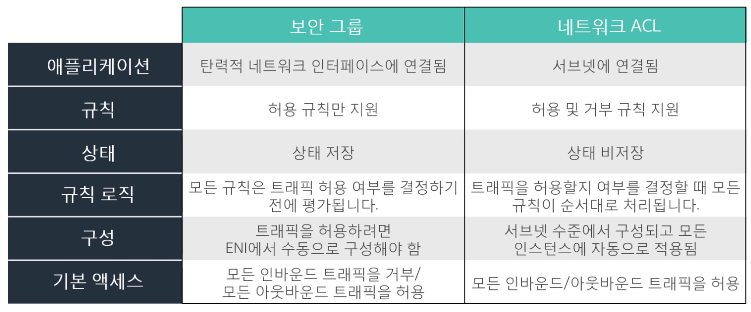 보안 그룹
네트워크 ACL
애플리케이션
탄력적 네트워크 인터페이스에 연결됨
서브넷에 연결됨
규칙
허용 규칙만 지원
허용 및 거부 규칙 지원
상태
상태 저장
상태 비저장
규칙 로직
모든 규칙은 트래픽 허용 여부를 결정하기
전에 평가됩니다.
트래픽을 허용할지 여부를 결정할 때 모든
규칙이 순서대로 처리됩니다.
구성
트래픽을 허용하려면
ENI에서 수동으로 구성해야 함
서브넷 수준에서 구성되고 모든
인스턴스에 자동으로 적용됨
기본 액세스
모든 인바운드 트래픽을 거부/
모든 아웃바운드 트래픽을 허용
모든 인바운드/아웃바운드 트래픽을 허용